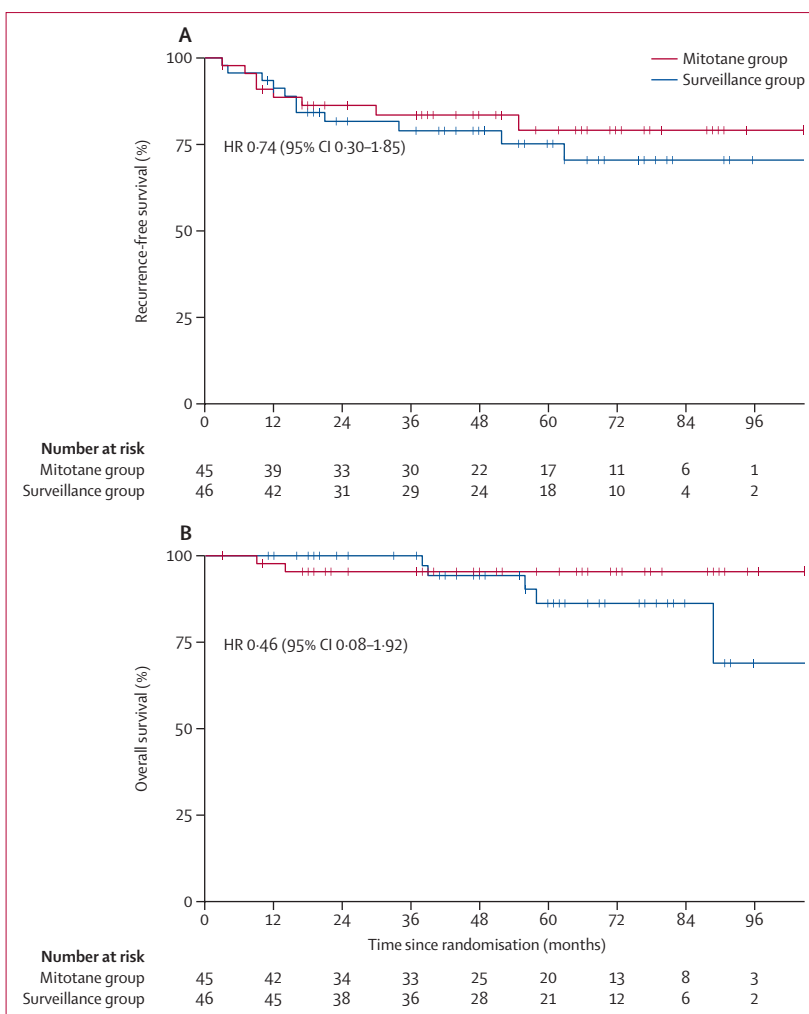 A
100
75
50
25
0
Recurrence-free survival (%)
Mitotane group
Surveillance group
HR 0·74 (95% CI 0·30–1·85)
0 12 24 36 48 60 72 84 96
Number at risk
Mitotane group 45 39 33 30 22 17 11 6 1
Surveillance group 46 42 31 29 24 18 10 4 2
B
100
75
50
25
0
Overall survival (%)
HR 0·46 (95% CI 0·08–1·92)
0 12 24 36 48 60 72 84 96
Time since randomisation (months)
Number at risk
Mitotane group 45 42 34 33 25 20 13 8 3
Surveillance group 46 45 38 36 28 21 12 6 2